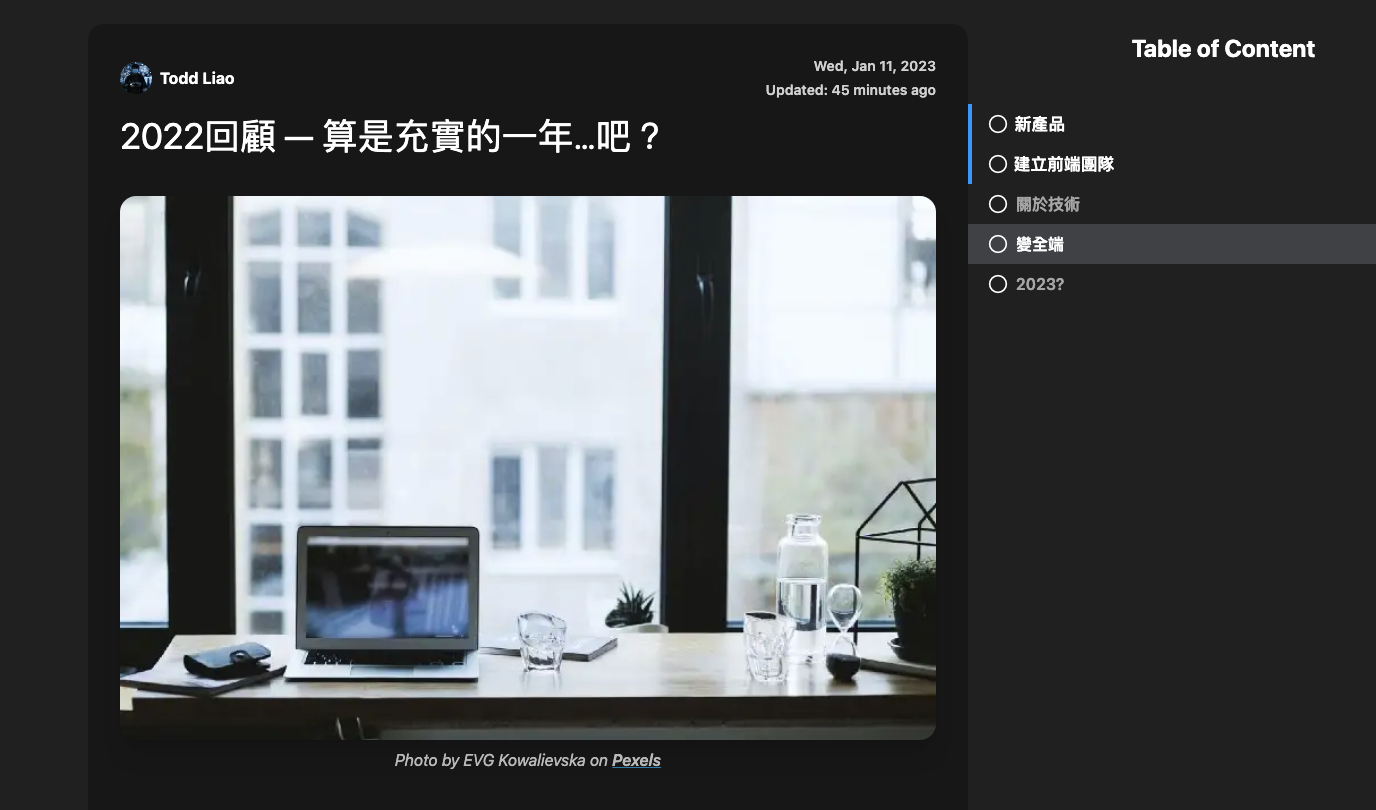 Todd Liao
Wed, Jan 11, 2023
Updated: 45 minutes ago
2022回顧 — 算是充實的一年...吧？
Photo by EVG Kowalievska on Pexels
Table of Content
新產品
建立前端團隊
關於技術
變全端
2023?